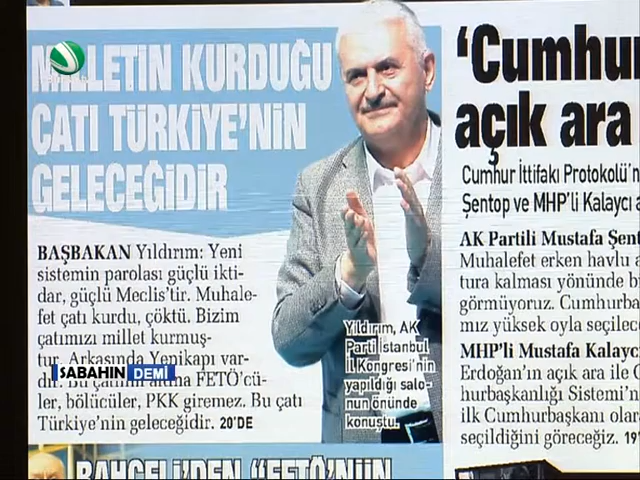 MİLLETİN KURDUĞU
ÇATI TÜRKİYE'NİN
GELECEĞİDİR
BAŞBAKAN Yıldırım: Yeni
sistemin parolası güçlü ikti-
dar, güçlü Meclis'tir. Muhale-
fet çatı kurdu, çöktü. Bizim
çatımızı millet kurmuş-
tur. Arkasında Yenikapı var-
dır. Bu çatının altına FETÖ'cü-
ler, bölücüler, PKK giremez. Bu çatı
Türkiye'nin geleceğidir. 20'DE
Yıldırım, AK
Parti İstanbul
İl Kongresi'nin
yapıldığı salo-
nun önünde
konuştu.
SABAHIN DEMİ
BAHÇELİ'DEN "FETÖ'NÜN
'Cumhur
açık ara
Cumhur İttifakı Protokolü'n
Şentop ve MHP'li Kalaycı a
AK Partili Mustafa Şent
Muhalefet erken havlu a
tura kalması yönünde b
görmüyoruz. Cumhurba
mız yüksek oyla seçilece
MHP'li Mustafa Kalaycı
Erdoğan'ın açık ara ile C
hurbaşkanlığı Sistemi'n
ilk Cumhurbaşkanı olara
seçildiğini göreceğiz. 19'